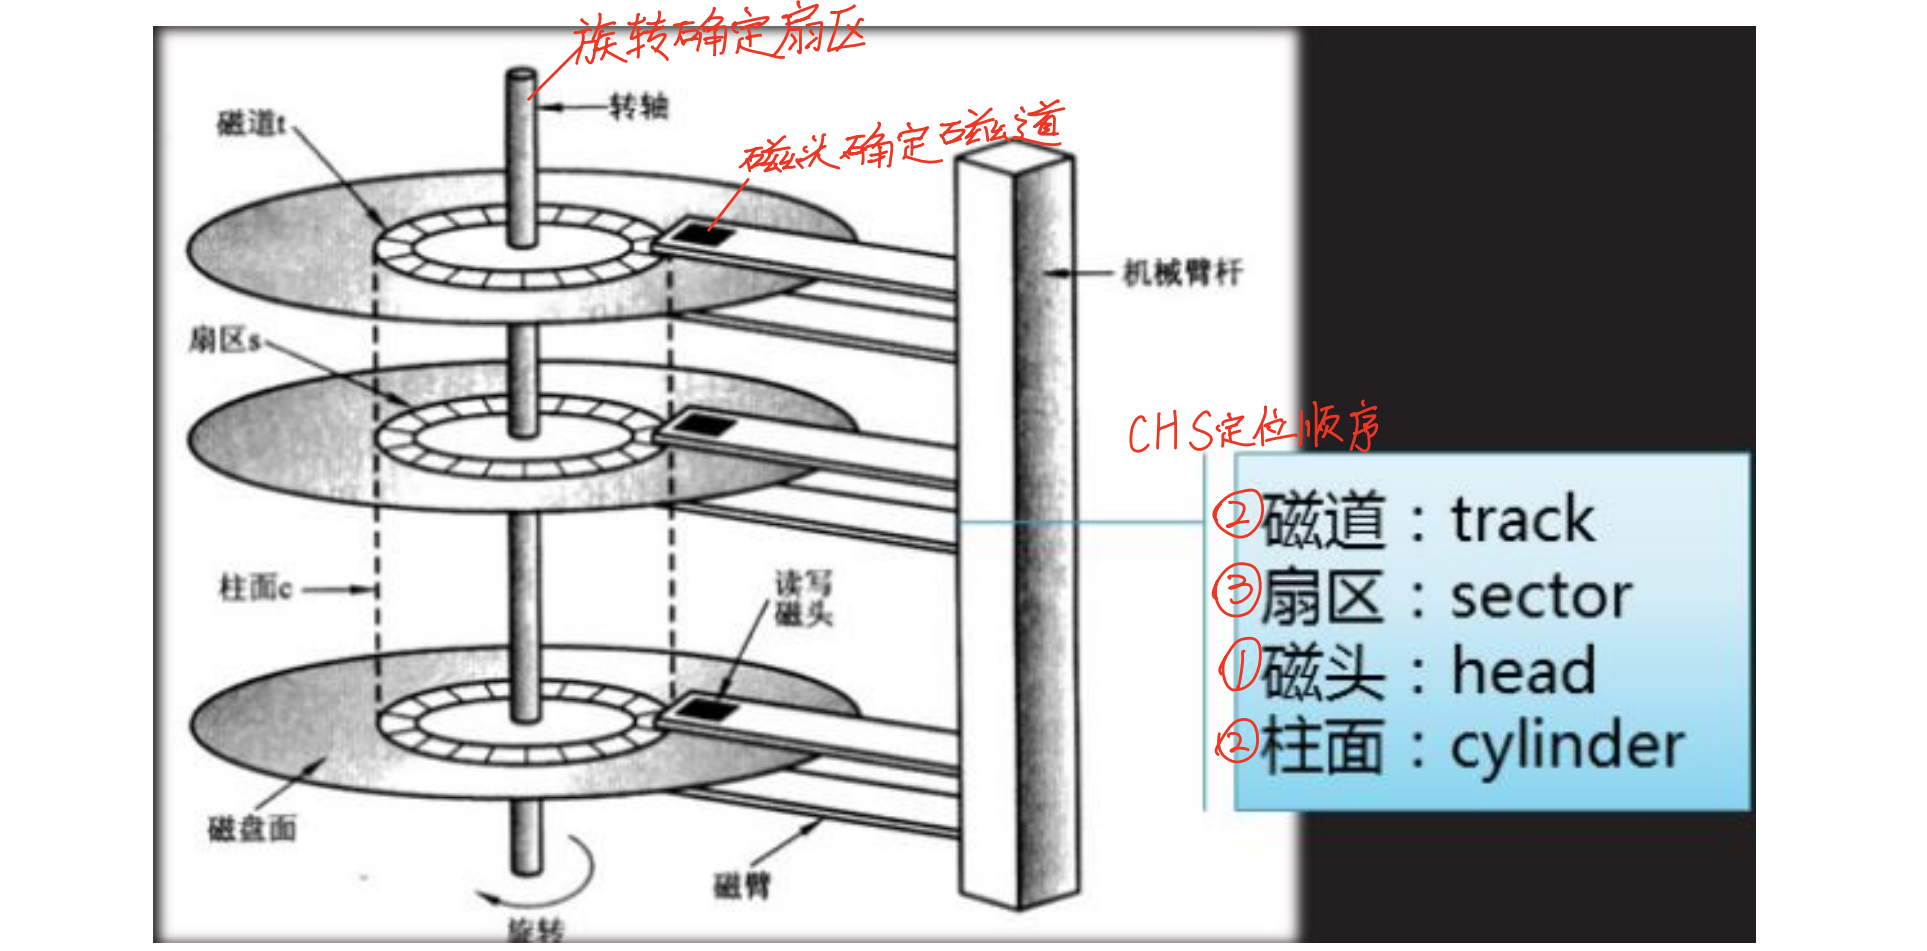 族转确定扇区
转轴
磁道t
磁头确定磁道
机械臂杆
扇区s
CHS定位顺序
②磁道：track
③扇区：sector
①磁头：head
②柱面：cylinder
柱面c
读写
磁头
磁盘面
磁臂
旋转